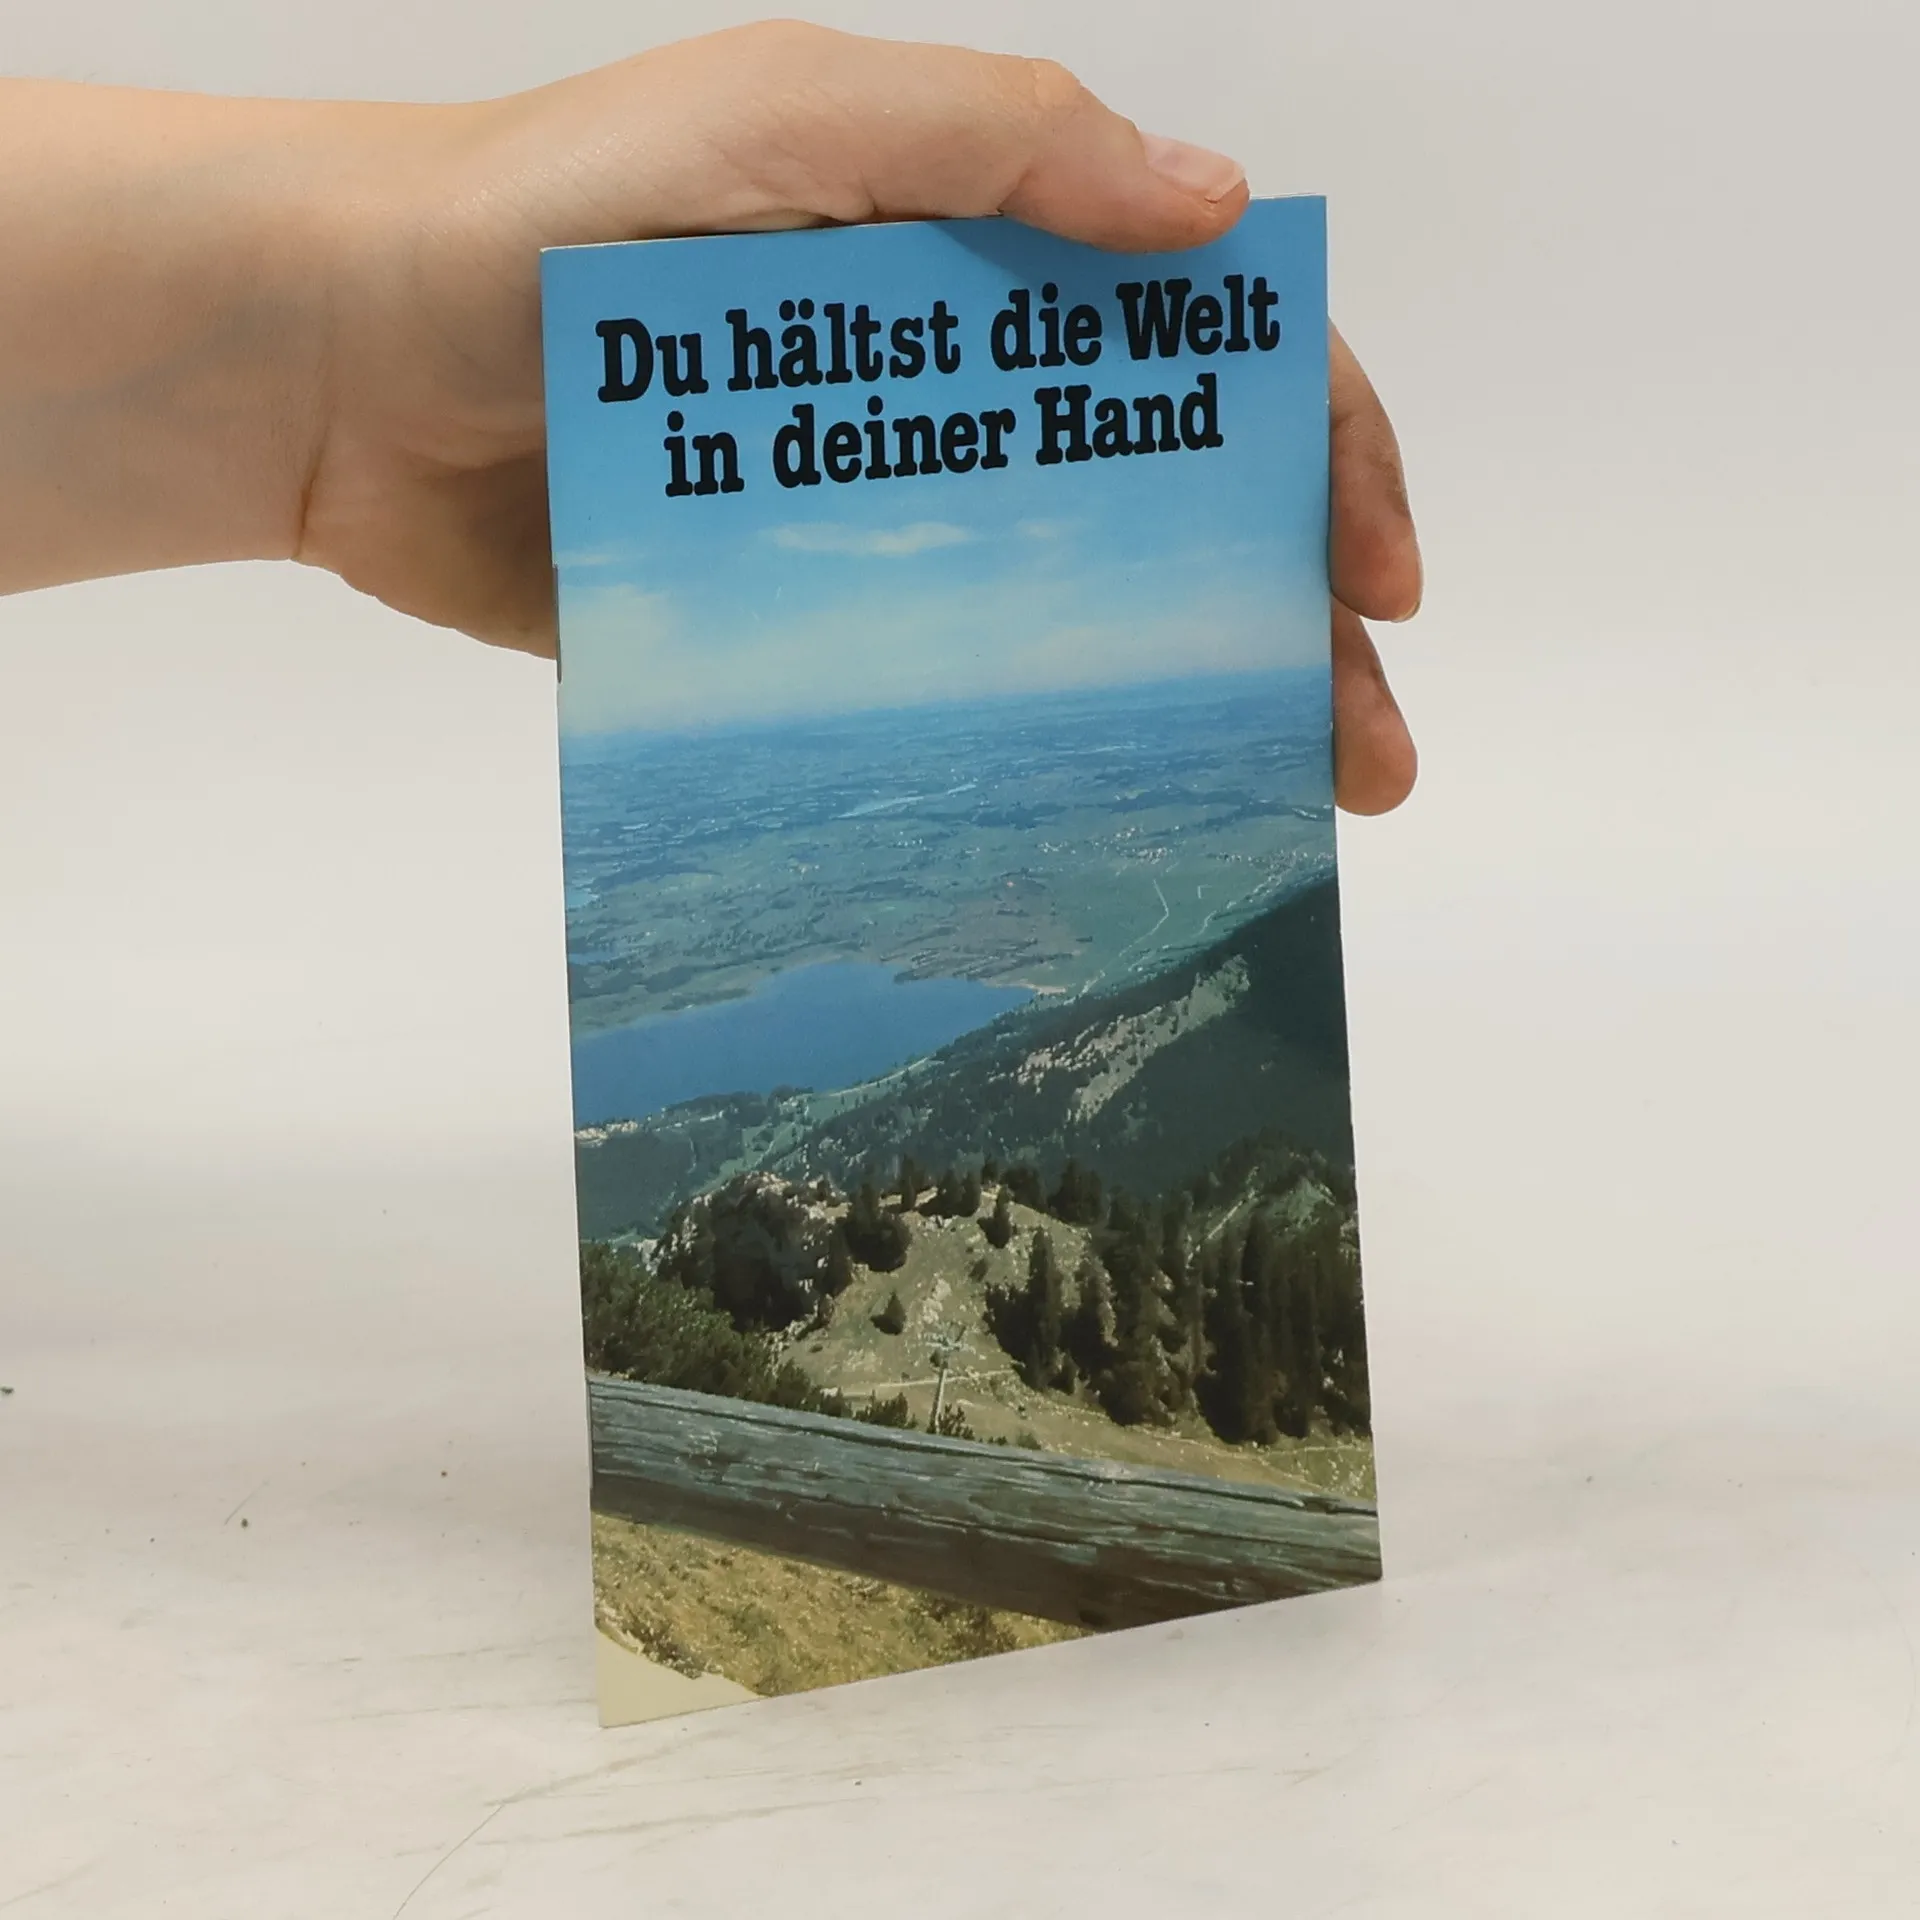 Du hältst die Welt
in deiner Hand